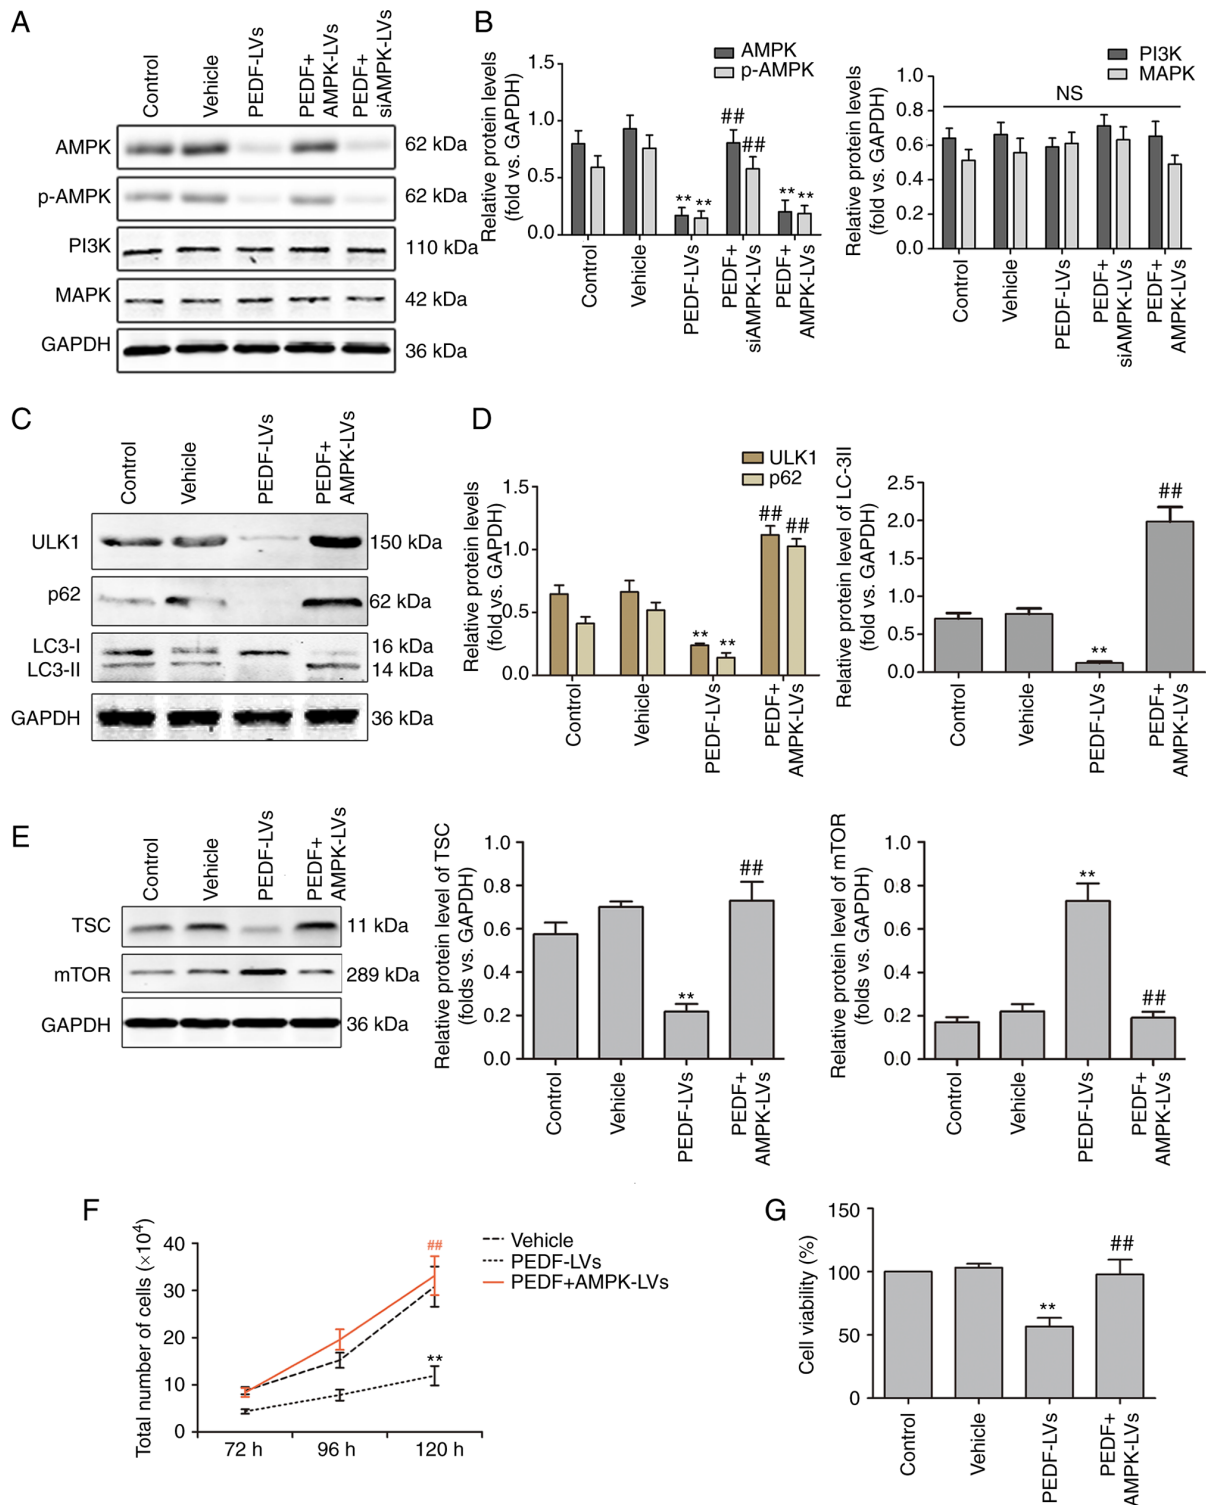 A
Control
Vehicle
PEDF-LVs
PEDF+
AMPK-LVs
PEDF+
siAMPK-LVs
AMPK
62 kDa
p-AMPK
62 kDa
PI3K
110 kDa
MAPK
42 kDa
GAPDH
36 kDa
B
AMPK
p-AMPK
Relative protein levels
(fold vs. GAPDH)
1.5
1.0
0.5
0.0
** **
##
##
** **
Control
Vehicle
PEDF-LVs
PEDF+
siAMPK-LVs
PEDF+
AMPK-LVs
PI3K
MAPK
Relative protein levels
(fold vs. GAPDH)
1.0
0.8
0.6
0.4
0.2
0.0
NS
Control
Vehicle
PEDF-LVs
PEDF+
siAMPK-LVs
PEDF+
AMPK-LVs
C
Control
Vehicle
PEDF-LVs
PEDF+
AMPK-LVs
ULK1
150 kDa
p62
62 kDa
LC3-I
16 kDa
LC3-II
14 kDa
GAPDH
36 kDa
D
ULK1
p62
Relative protein levels
(fold vs. GAPDH)
1.5
1.0
0.5
0.0
** **
## ##
Control
Vehicle
PEDF-LVs
PEDF+
AMPK-LVs
Relative protein level of LC-3II
(fold vs. GAPDH)
2.5
2.0
1.5
1.0
0.5
0.0
**
##
Control
Vehicle
PEDF-LVs
PEDF+
AMPK-LVs
E
Control
Vehicle
PEDF-LVs
PEDF+
AMPK-LVs
TSC
11 kDa
mTOR
289 kDa
GAPDH
36 kDa
Relative protein level of TSC
(folds vs. GAPDH)
1.0
0.8
0.6
0.4
0.2
0.0
**
##
Control
Vehicle
PEDF-LVs
PEDF+
AMPK-LVs
Relative protein level of mTOR
(folds vs. GAPDH)
1.0
0.8
0.6
0.4
0.2
0.0
**
##
Control
Vehicle
PEDF-LVs
PEDF+
AMPK-LVs
F
Total number of cells (×10⁴)
40
30
20
10
0
##
**
72 h
96 h
120 h
Vehicle
PEDF-LVs
PEDF+AMPK-LVs
G
Cell viability (%)
150
100
50
0
**
##
Control
Vehicle
PEDF-LVs
PEDF+
AMPK-LVs